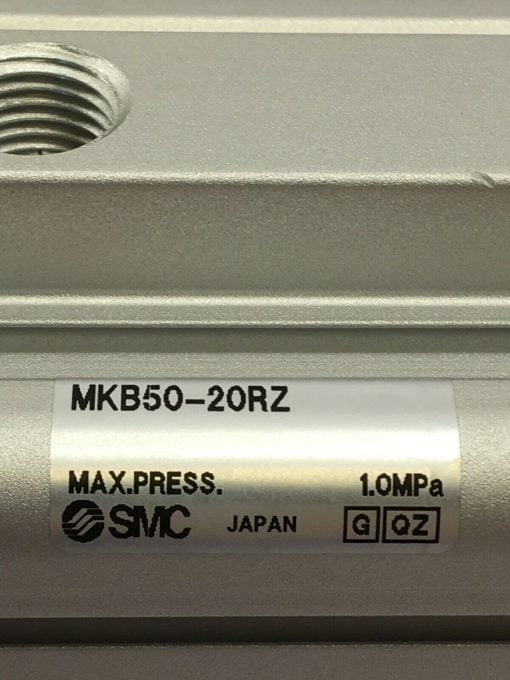 MKB50-20RZ
MAX.PRESS. 1.0MPa
SMC JAPAN G QZ